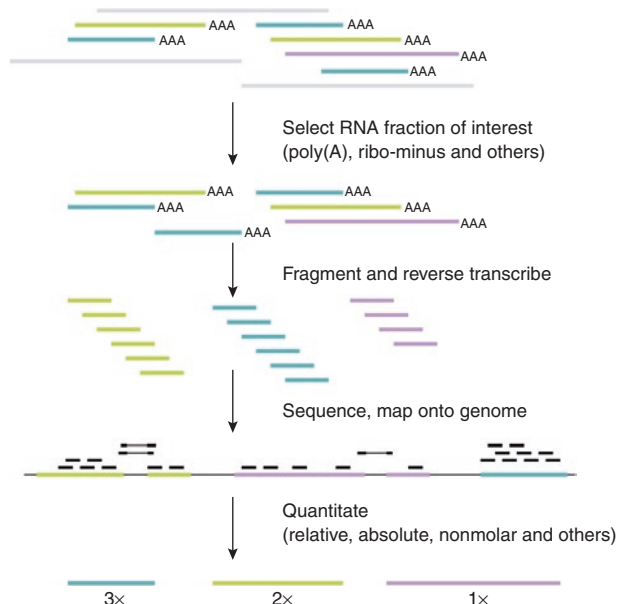 AAA
AAA
AAA
AAA
AAA
AAA
Select RNA fraction of interest
(poly(A), ribo-minus and others)
AAA
AAA
AAA
AAA
AAA
AAA
Fragment and reverse transcribe
Sequence, map onto genome
Quantitate
(relative, absolute, nonmolar and others)
3×
2×
1×